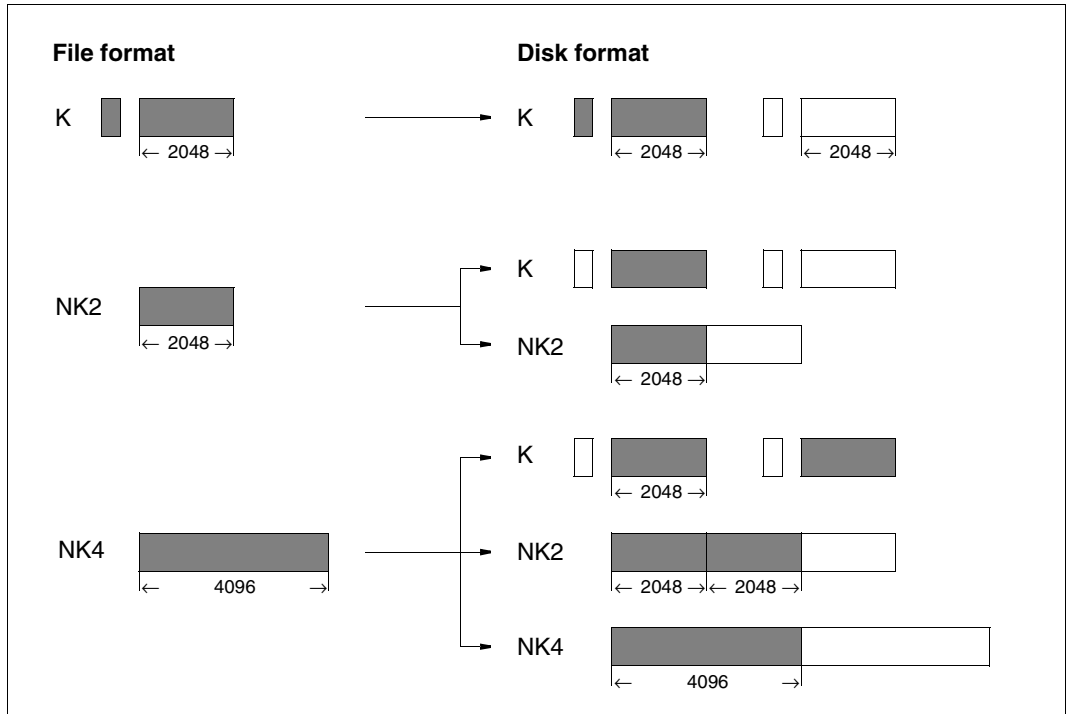 File format Disk format
K K
← 2048 → ← 2048 → ← 2048 →
K
NK2
← 2048 → NK2
← 2048 →
K
← 2048 →
NK4 NK2
← 4096 → ← 2048 → ← 2048 →
NK4
← 4096 →